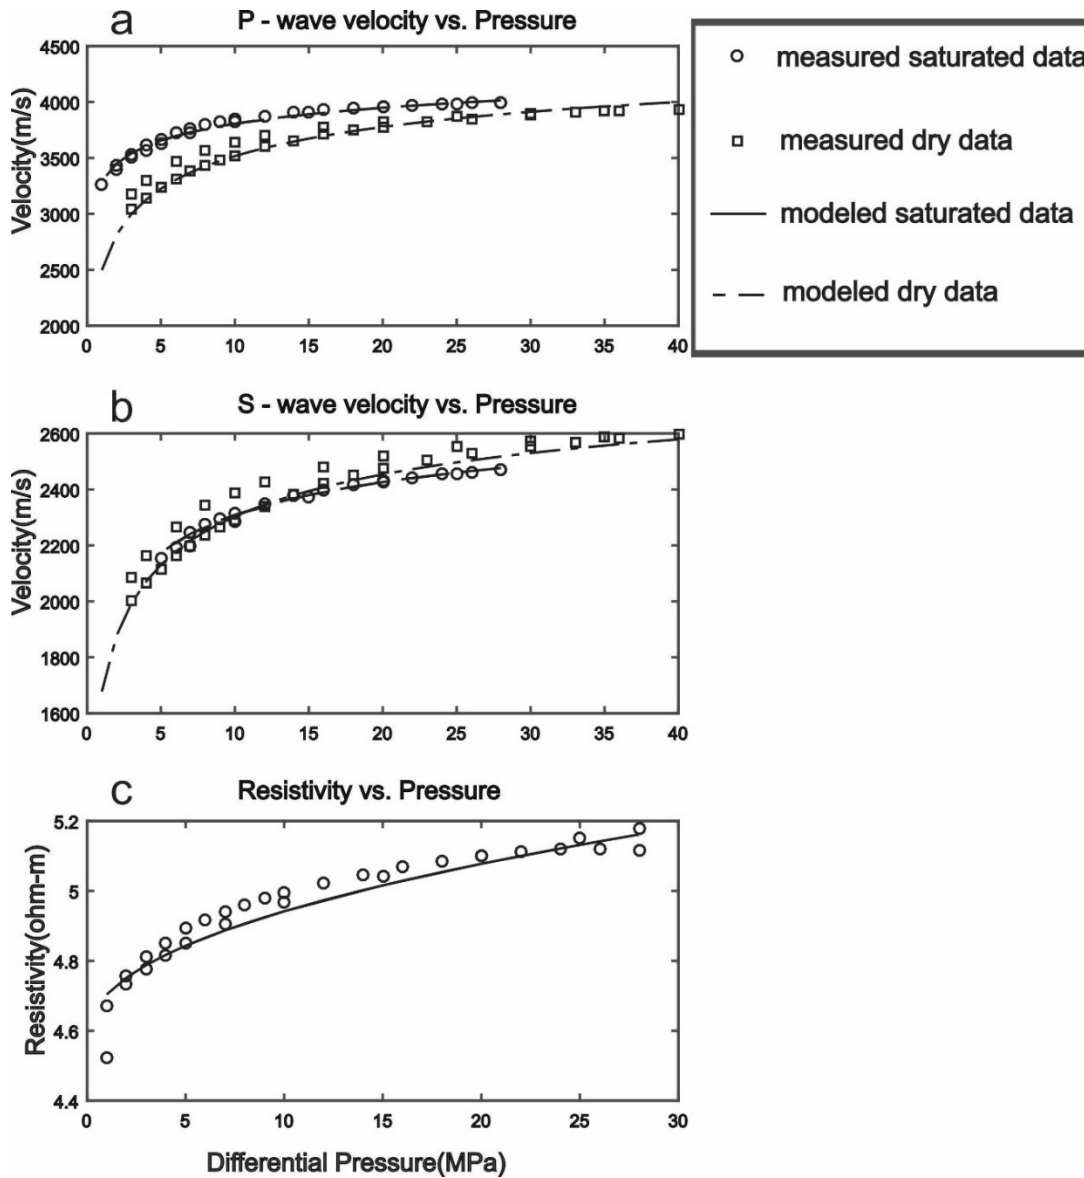 a
P - wave velocity vs. Pressure
Velocity(m/s)
4500
4000
3500
3000
2500
2000
0 5 10 15 20 25 30 35 40
measured saturated data
measured dry data
modeled saturated data
modeled dry data
b
S - wave velocity vs. Pressure
Velocity(m/s)
2600
2400
2200
2000
1800
1600
0 5 10 15 20 25 30 35 40
c
Resistivity vs. Pressure
Resistivity(ohm-m)
5.2
5
4.8
4.6
4.4
0 5 10 15 20 25 30
Differential Pressure(MPa)